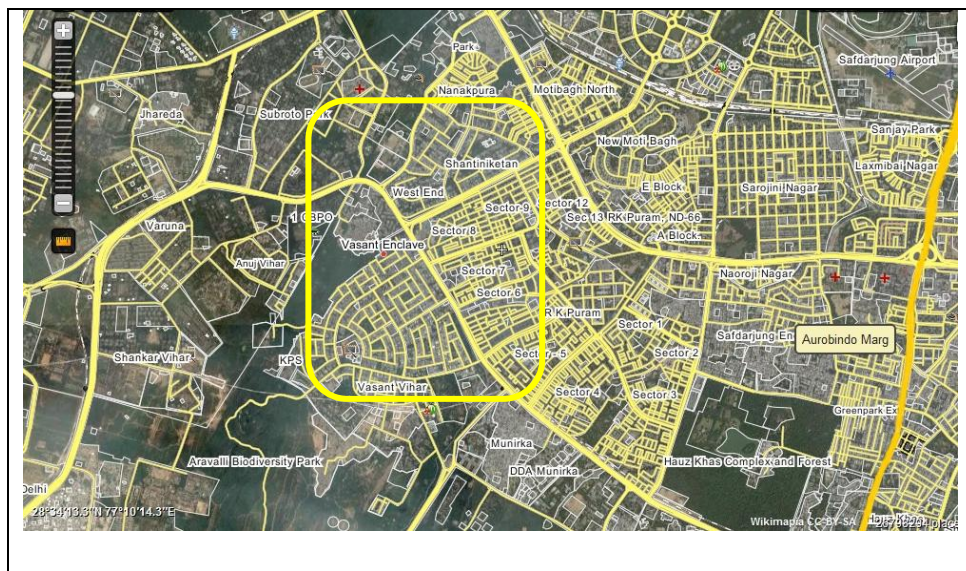 Park
Safdarjung Airport
Nanakpura
Motibagh North
Jhareda
Subroto Park
Sanjay Park
New Moti Bagh
Laxmibai Nagar
Shantiniketan
E Block
Sarojini Nagar
West End
Sector-9
Sector 12
Sec 13 RK Puram, ND-66
1 CBPO
Varuna
Sector 8
A Block
Vasant Enclave
Anuj Vihar
Sector 7
Naoroji Nagar
Sector 6
R K Puram
Sector 1
Safdarjung En
Aurobindo Marg
Shankar Vihar
KPS
Sector - 5
Sector 2
Vasant Vihar
Sector 4
Sector 3
Greenpark Ex
Munirka
Aravalli Biodiversity Park
DDA Munirka
Hauz Khas Complex and Forest
Delhi
28°34'13.3"N 77°10'14.3"E
Wikimapia CC BY-SA